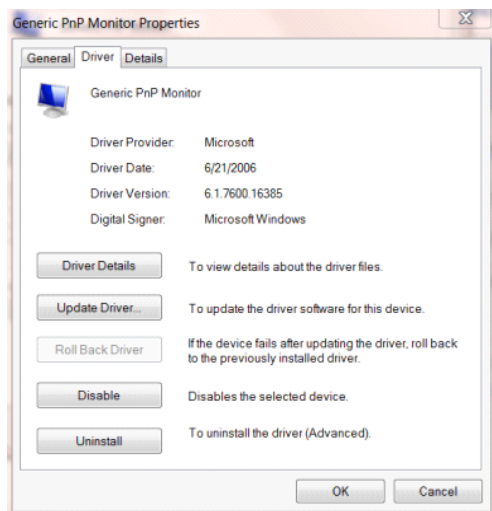 Generic PnP Monitor Properties
General Driver Details
Generic PnP Monitor
Driver Provider: Microsoft
Driver Date: 6/21/2006
Driver Version: 6.1.7600.16385
Digital Signer: Microsoft Windows
Driver Details To view details about the driver files.
Update Driver... To update the driver software for this device.
Roll Back Driver If the device fails after updating the driver, roll back
to the previously installed driver.
Disable Disables the selected device.
Uninstall To uninstall the driver (Advanced).
OK Cancel